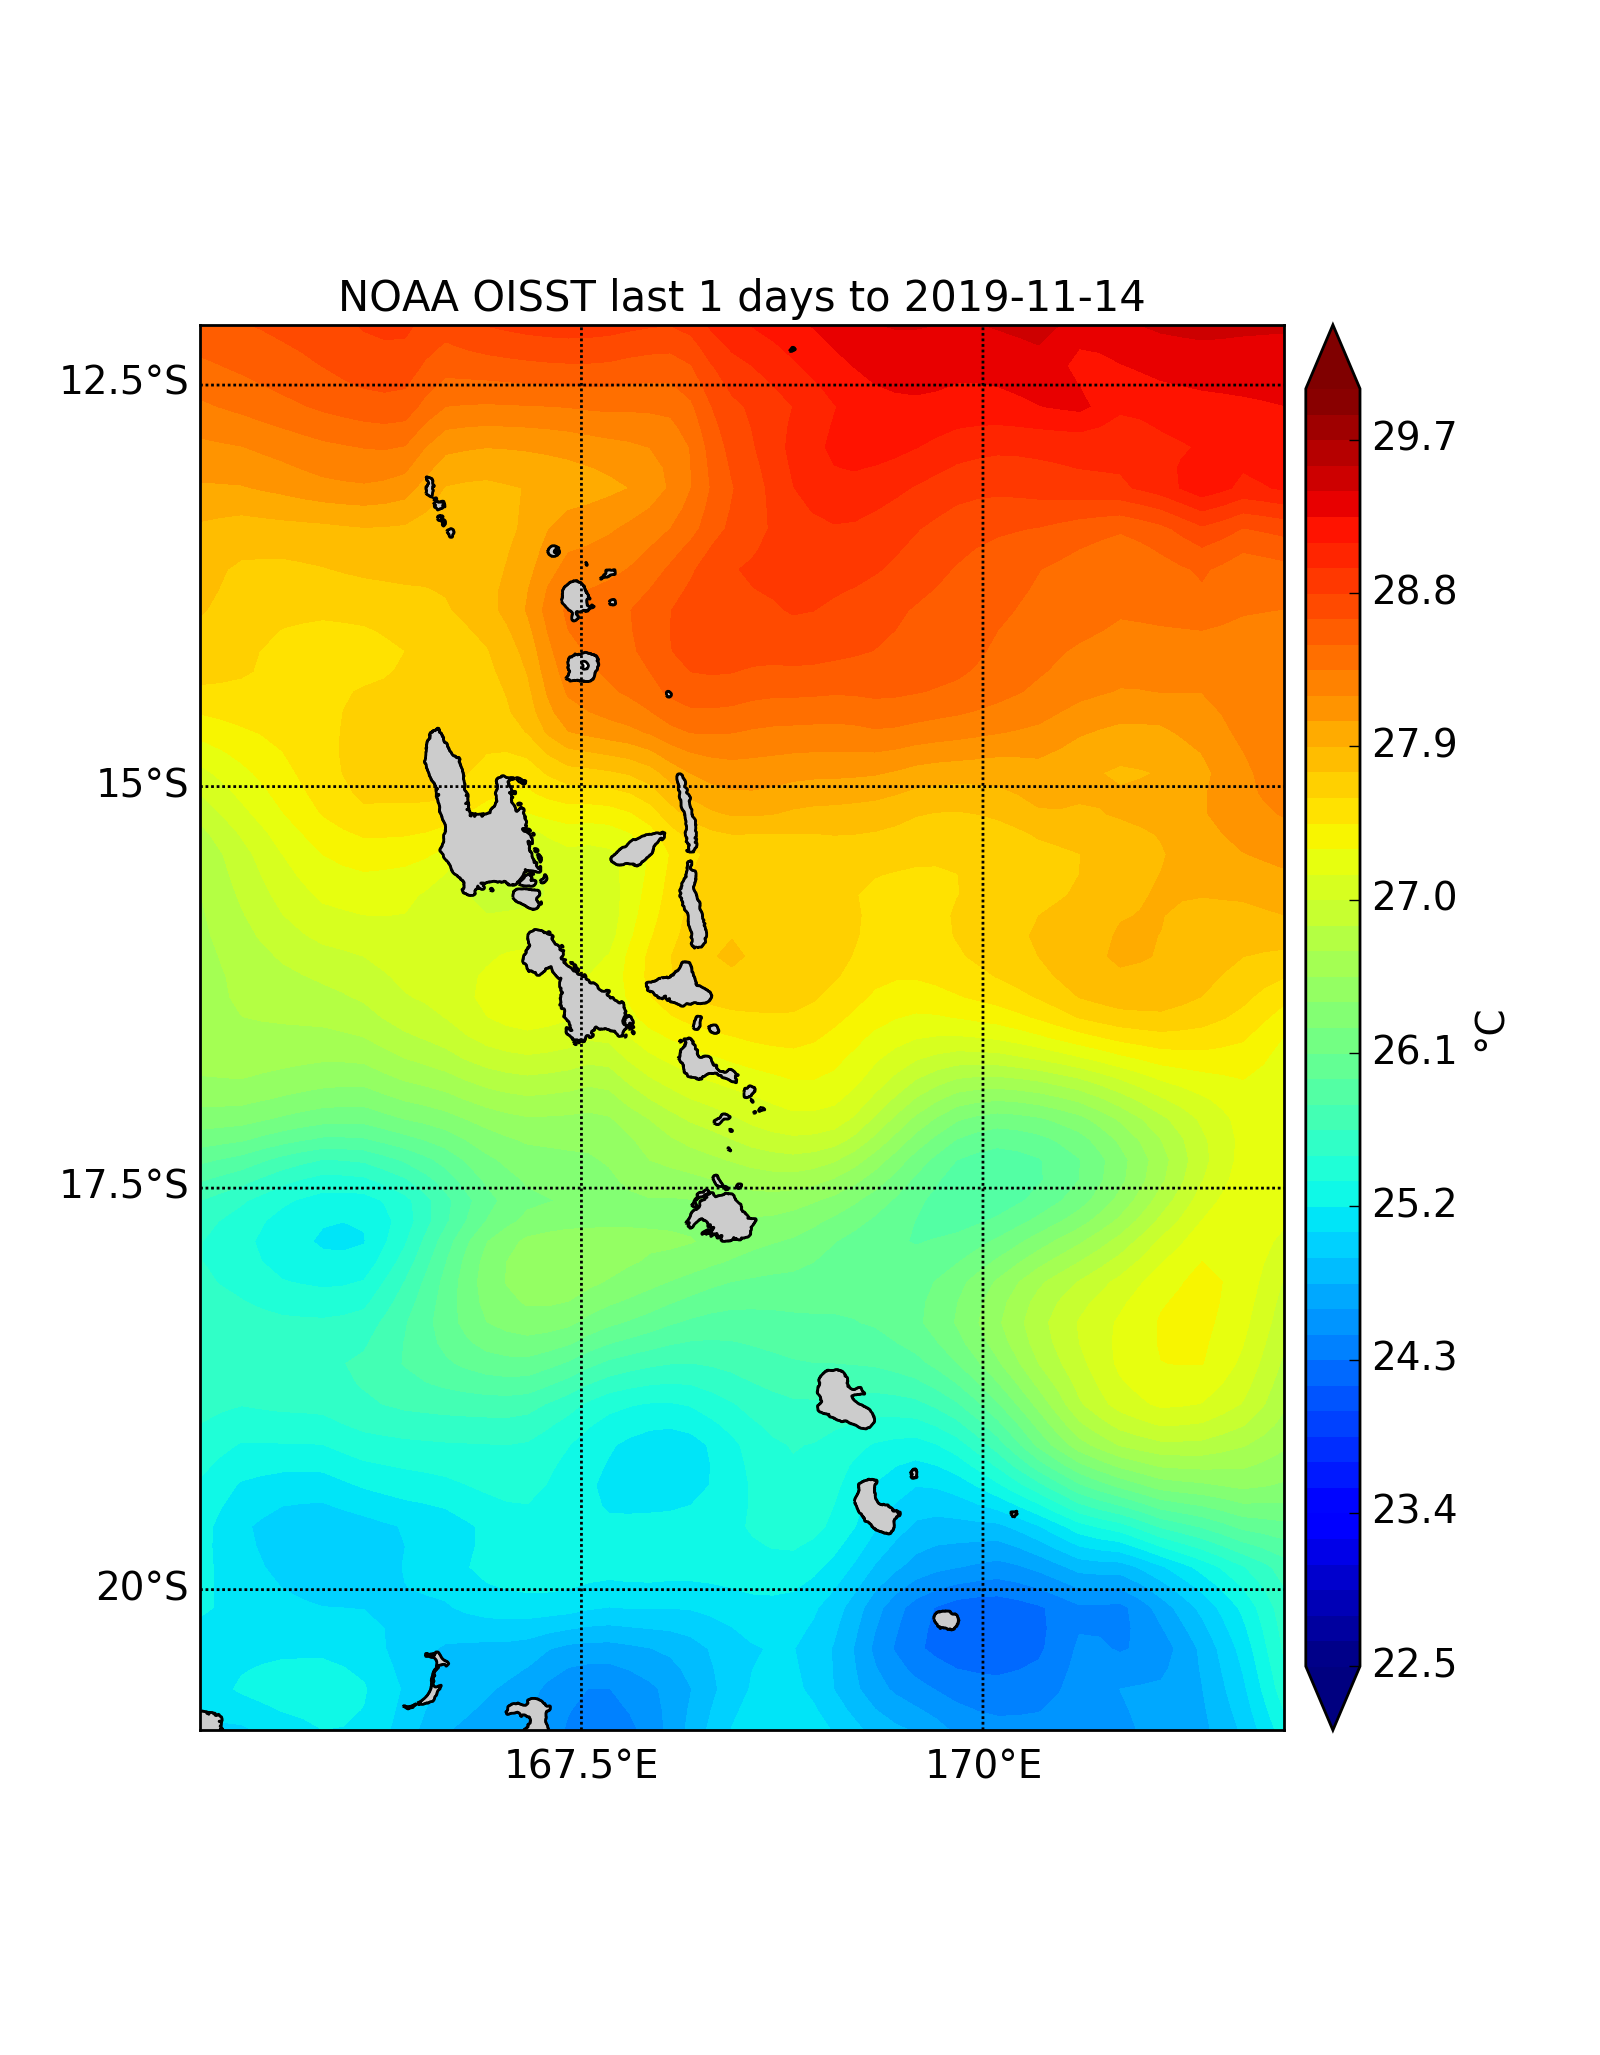 NOAA OISST last 1 days to 2019-11-14
12.5°S
15°S
17.5°S
20°S
167.5°E
170°E
29.7
28.8
27.9
27.0
26.1
25.2
24.3
23.4
22.5
°C